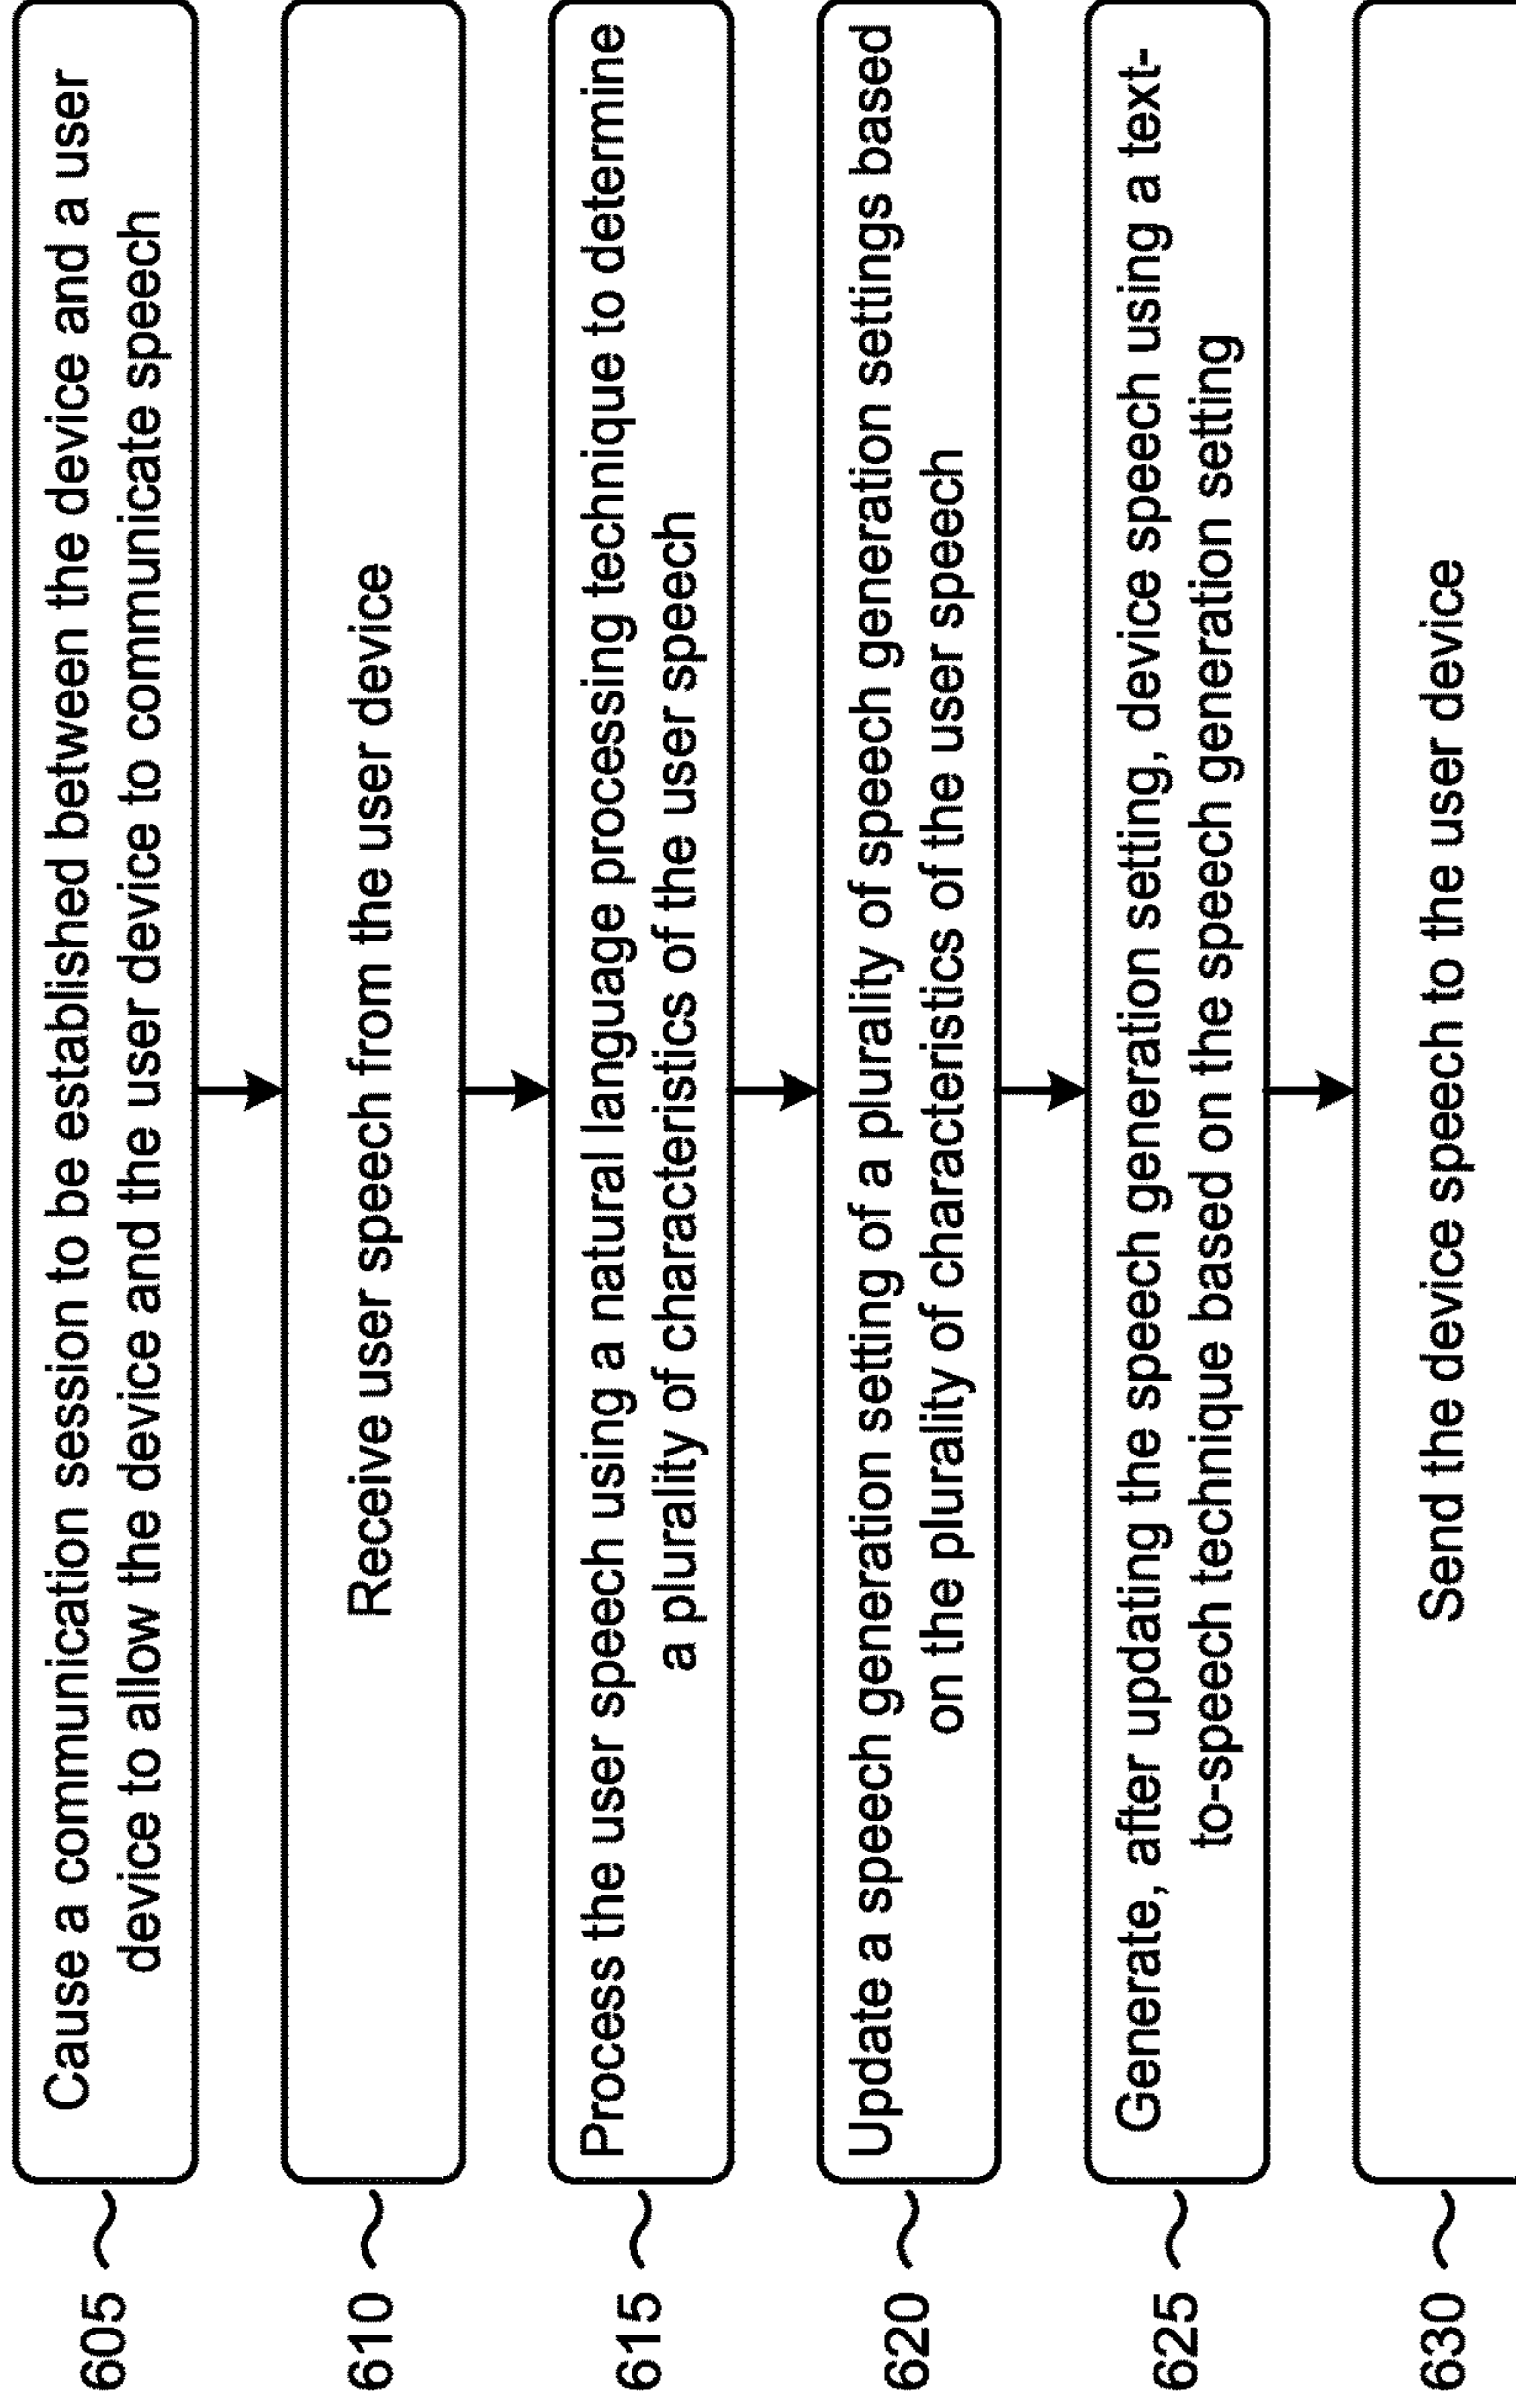 605
Cause a communication session to be established between the device and a user
device to allow the device and the user device to communicate speech
610
Receive user speech from the user device
615
Process the user speech using a natural language processing technique to determine
a plurality of characteristics of the user speech
620
Update a speech generation setting of a plurality of speech generation settings based
on the plurality of characteristics of the user speech
625
Generate, after updating the speech generation setting, device speech using a text-
to-speech technique based on the speech generation setting
630
Send the device speech to the user device